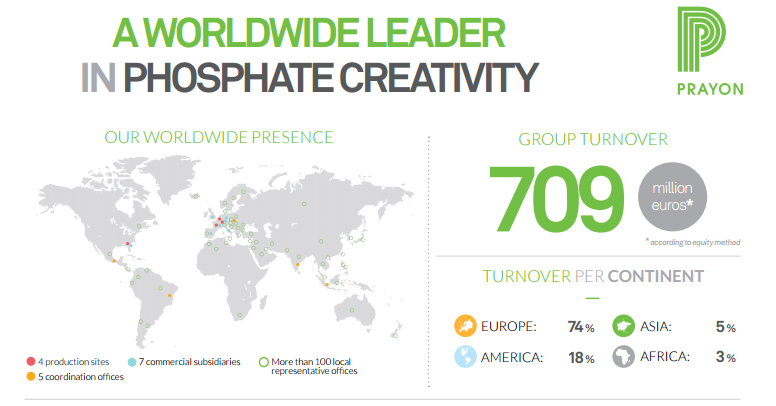 A WORLDWIDE LEADER
IN PHOSPHATE CREATIVITY
PRAYON
OUR WORLDWIDE PRESENCE
4 production sites
7 commercial subsidiaries
More than 100 local
representative offices
5 coordination offices
GROUP TURNOVER
709
million
euros*
* according to equity method
TURNOVER PER CONTINENT
EUROPE: 74 %
ASIA: 5 %
AMERICA: 18 %
AFRICA: 3 %